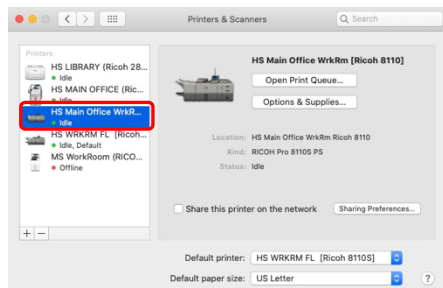 Printers & Scanners
Search
Printers
HS LIBRARY (Ricoh 28...
Idle
HS MAIN OFFICE (Ric...
Idle
HS Main Office WrkR...
Idle
HS WRKRM FL [Ricoh...
Idle, Default
MS WorkRoom (RICO...
Offline
+ −
HS Main Office WrkRm [Ricoh 8110]
Open Print Queue...
Options & Supplies...
Location: HS Main Office WrkRm Ricoh 8110
Kind: RICOH Pro 8110S PS
Status: Idle
Share this printer on the network
Sharing Preferences...
Default printer: HS WRKRM FL [Ricoh 8110S]
Default paper size: US Letter
?